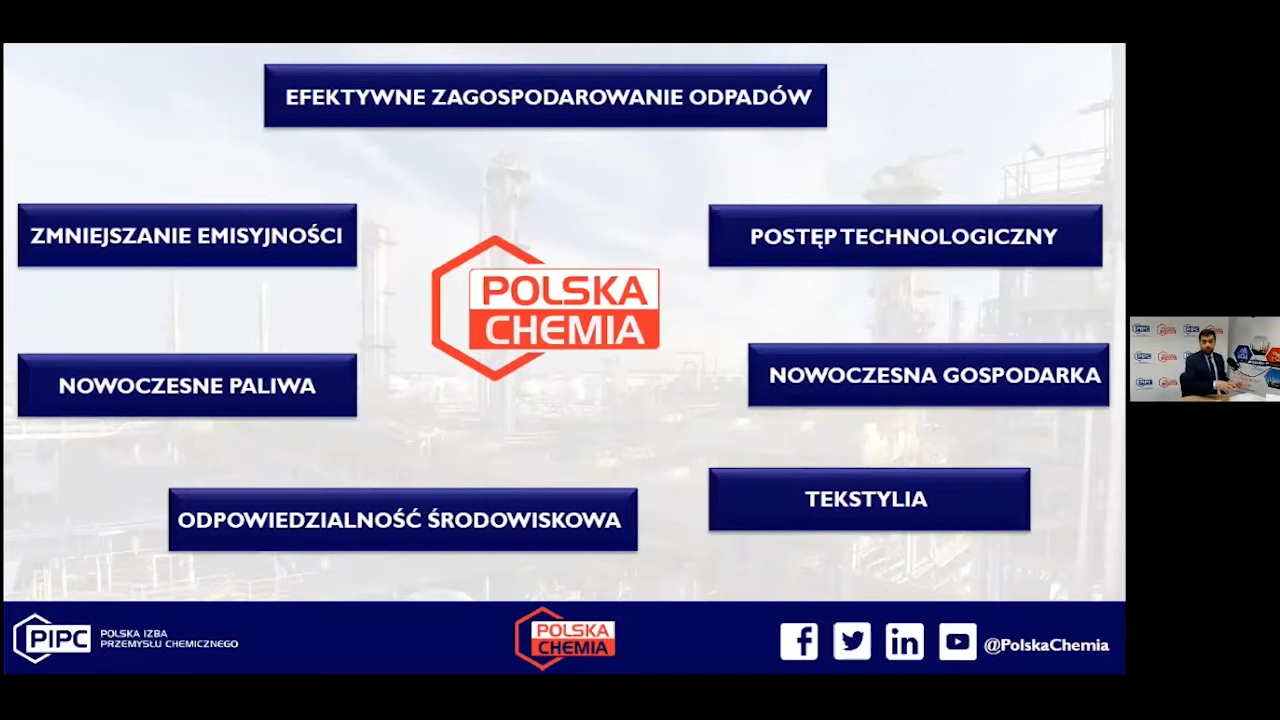 EFEKTYWNE ZAGOSPODAROWANIE ODPADÓW
ZMNIEJSZANIE EMISYJNOŚCI
POSTĘP TECHNOLOGICZNY
POLSKA
CHEMIA
NOWOCZESNE PALIWA
NOWOCZESNA GOSPODARKA
ODPOWIEDZIALNOŚĆ ŚRODOWISKOWA
TEKSTYLIA
PIPC
POLSKA IZBA
PRZEMYSŁU CHEMICZNEGO
POLSKA
CHEMIA
@PolskaChemia